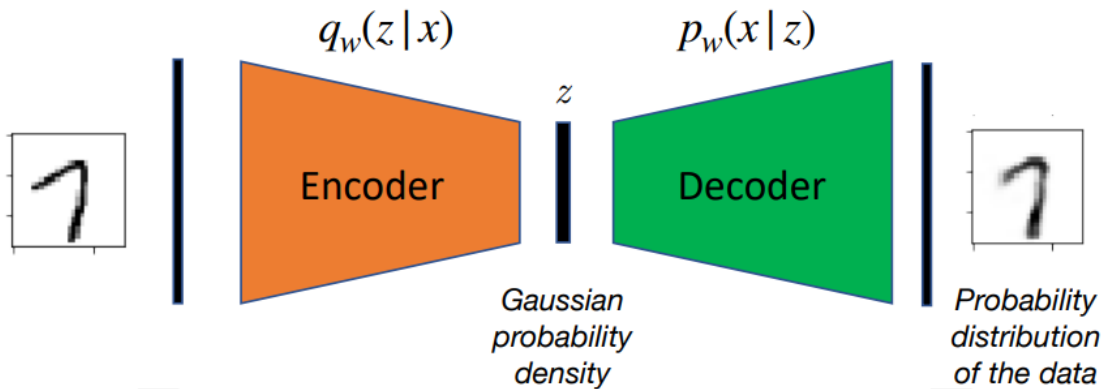 q_w(z|x) p_w(x|z)
z
Encoder Decoder
Gaussian Probability
probability distribution
density of the data